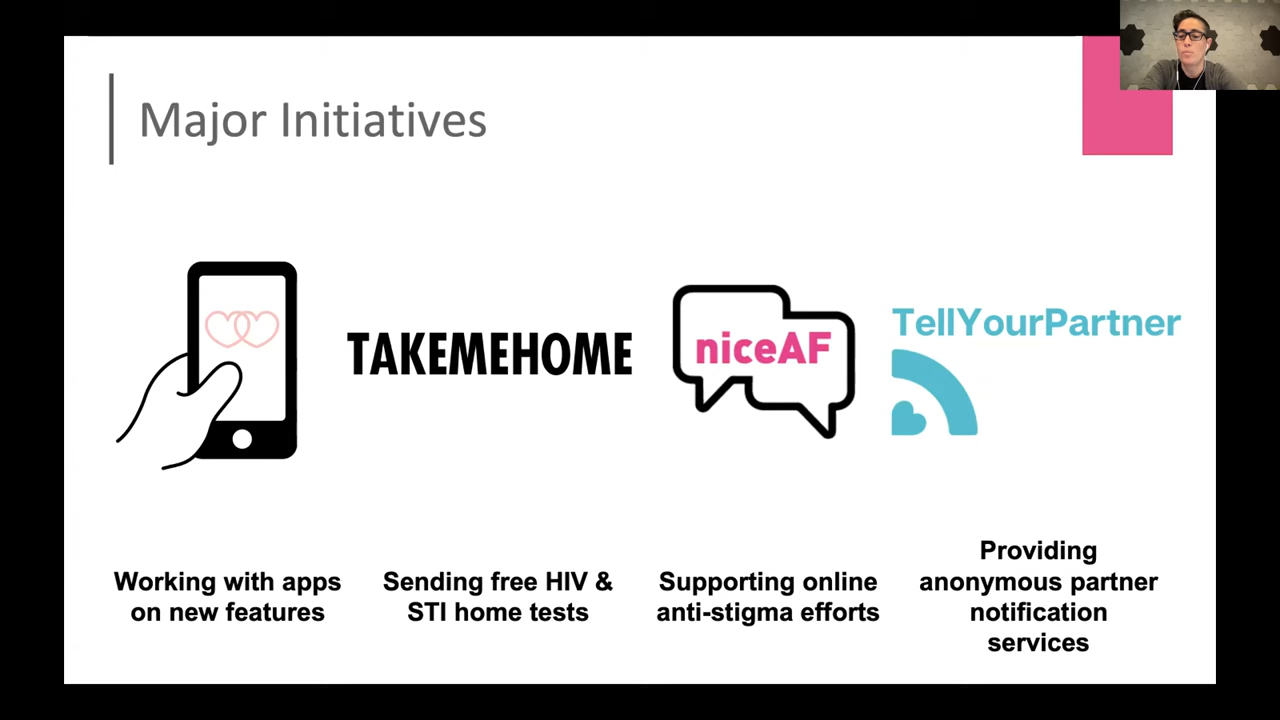 Major Initiatives
TAKEMEHOME
niceAF
TellYourPartner
Working with apps
on new features
Sending free HIV &
STI home tests
Supporting online
anti-stigma efforts
Providing
anonymous partner
notification
services